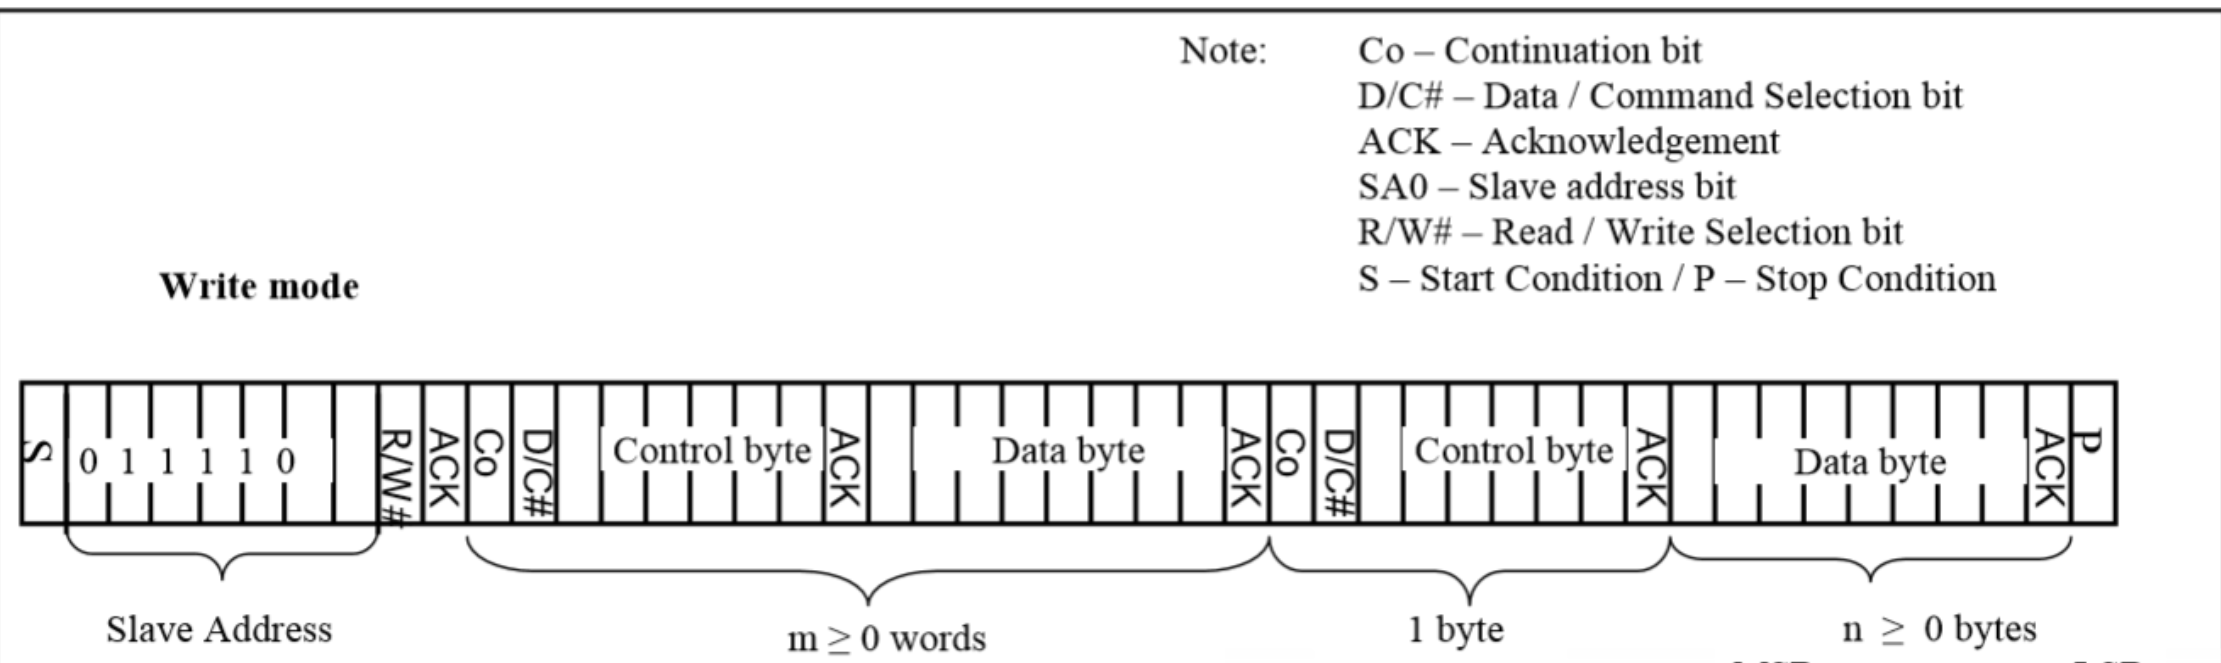 Note: Co – Continuation bit
D/C# – Data / Command Selection bit
ACK – Acknowledgement
SA0 – Slave address bit
R/W# – Read / Write Selection bit
S – Start Condition / P – Stop Condition
Write mode
S 0 1 1 1 1 0 R/W# ACK Co D/C# Control byte ACK Data byte ACK Co D/C# Control byte ACK Data byte ACK P
Slave Address m ≥ 0 words 1 byte n ≥ 0 bytes